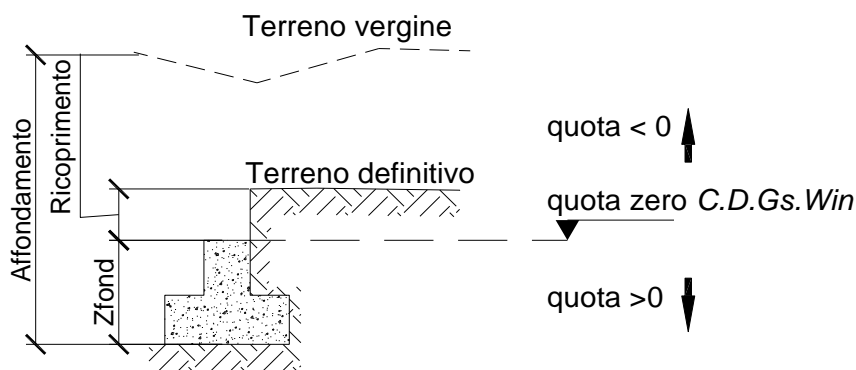 Terreno vergine
Affondamento
Ricoprimento
quota < 0
Terreno definitivo
quota zero C.D.Gs.Win
Zfond
quota >0